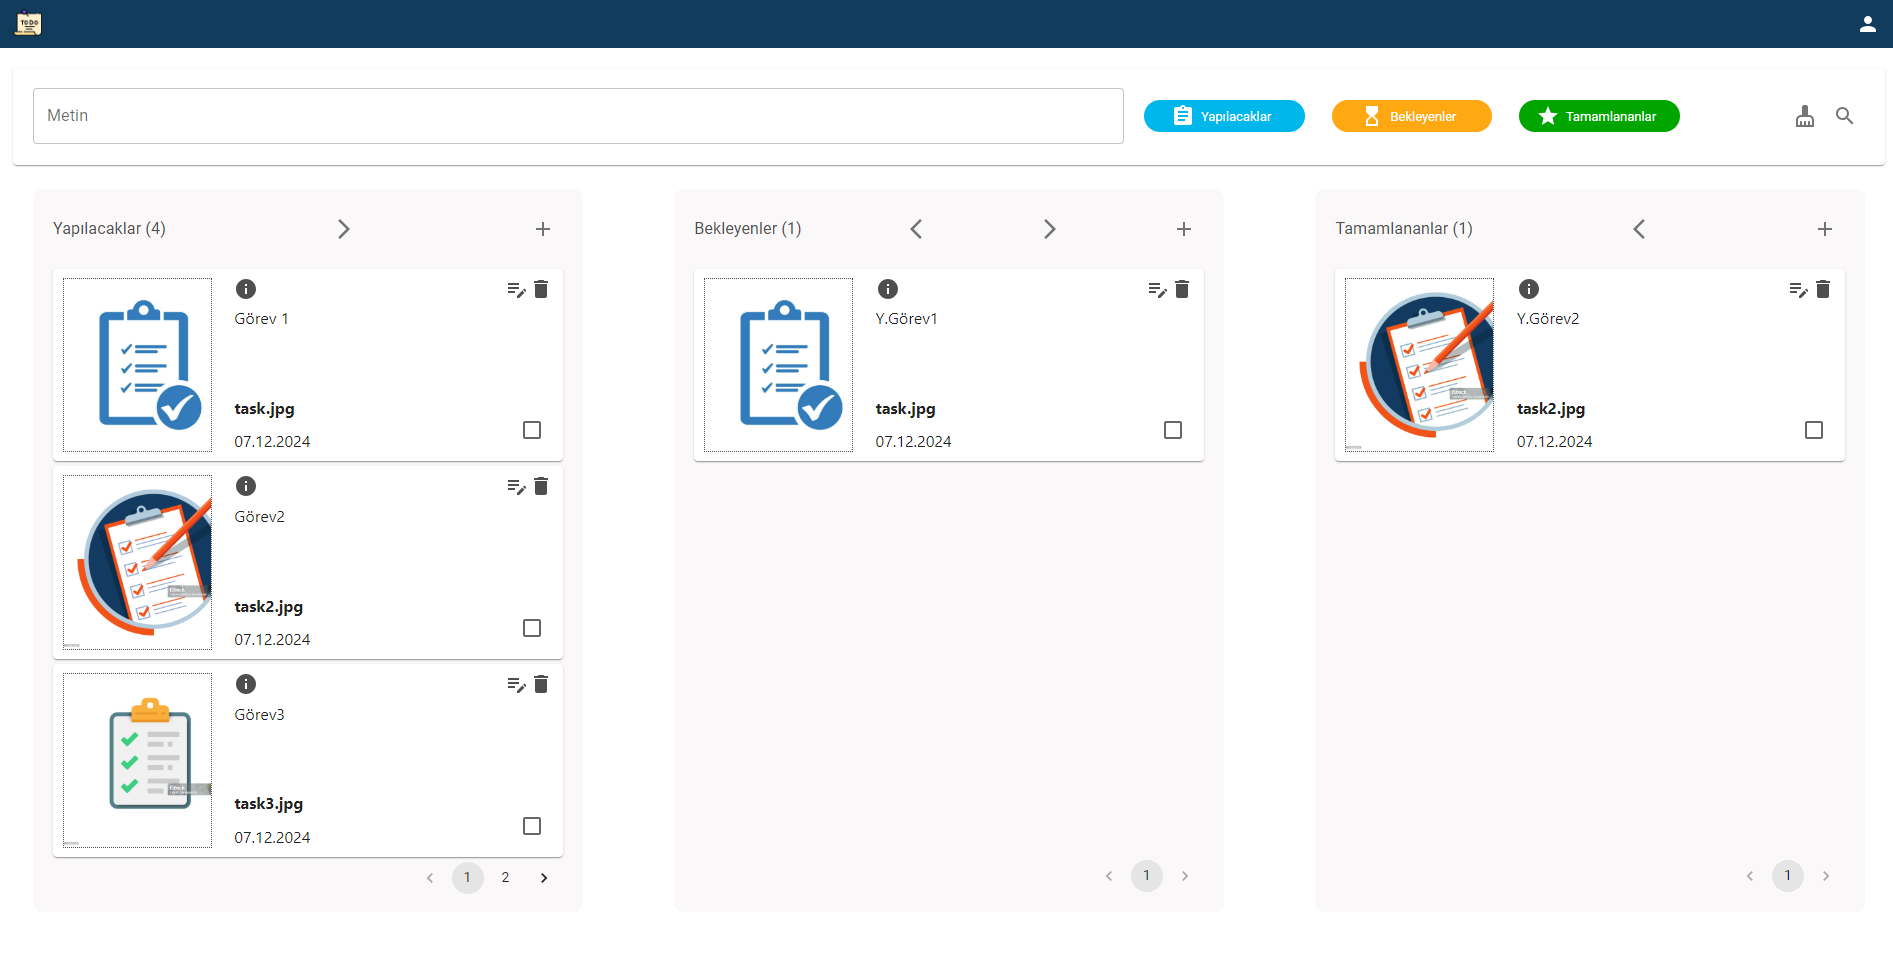 TODO
Metin
Yapılacaklar
Bekleyenler
Tamamlananlar
Yapılacaklar (4)
Görev 1
task.jpg
07.12.2024
Görev2
task2.jpg
07.12.2024
Görev3
task3.jpg
07.12.2024
1 2
Bekleyenler (1)
Y.Görev1
task.jpg
07.12.2024
1
Tamamlananlar (1)
Y.Görev2
task2.jpg
07.12.2024
1